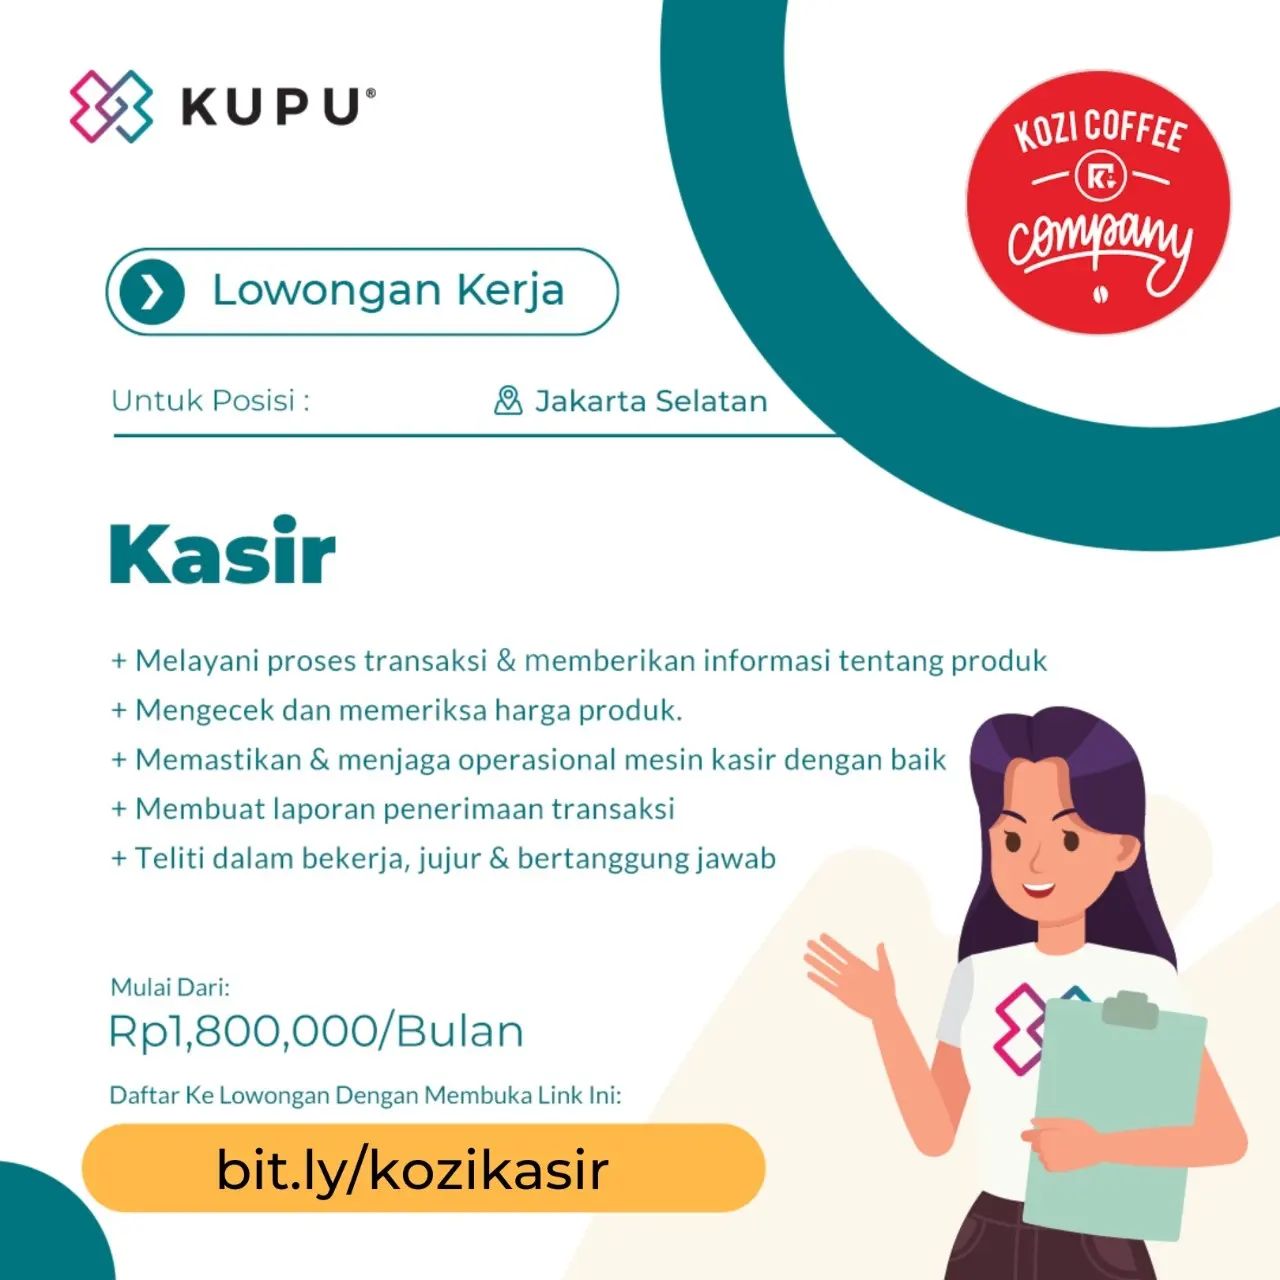 KUPU®
KOZI COFFEE
K
company
Lowongan Kerja
Untuk Posisi :
Jakarta Selatan
Kasir
+ Melayani proses transaksi & memberikan informasi tentang produk
+ Mengecek dan memeriksa harga produk.
+ Memastikan & menjaga operasional mesin kasir dengan baik
+ Membuat laporan penerimaan transaksi
+ Teliti dalam bekerja, jujur & bertanggung jawab
Mulai Dari:
Rp1,800,000/Bulan
Daftar Ke Lowongan Dengan Membuka Link Ini:
bit.ly/kozikasir